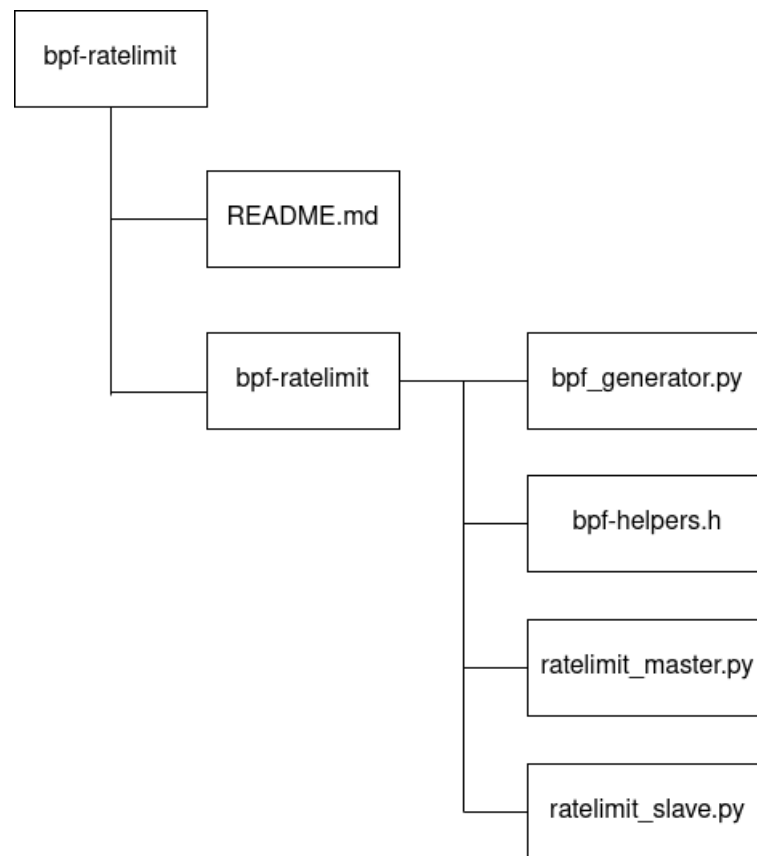 bpf-ratelimit
README.md
bpf-ratelimit
bpf_generator.py
bpf-helpers.h
ratelimit_master.py
ratelimit_slave.py